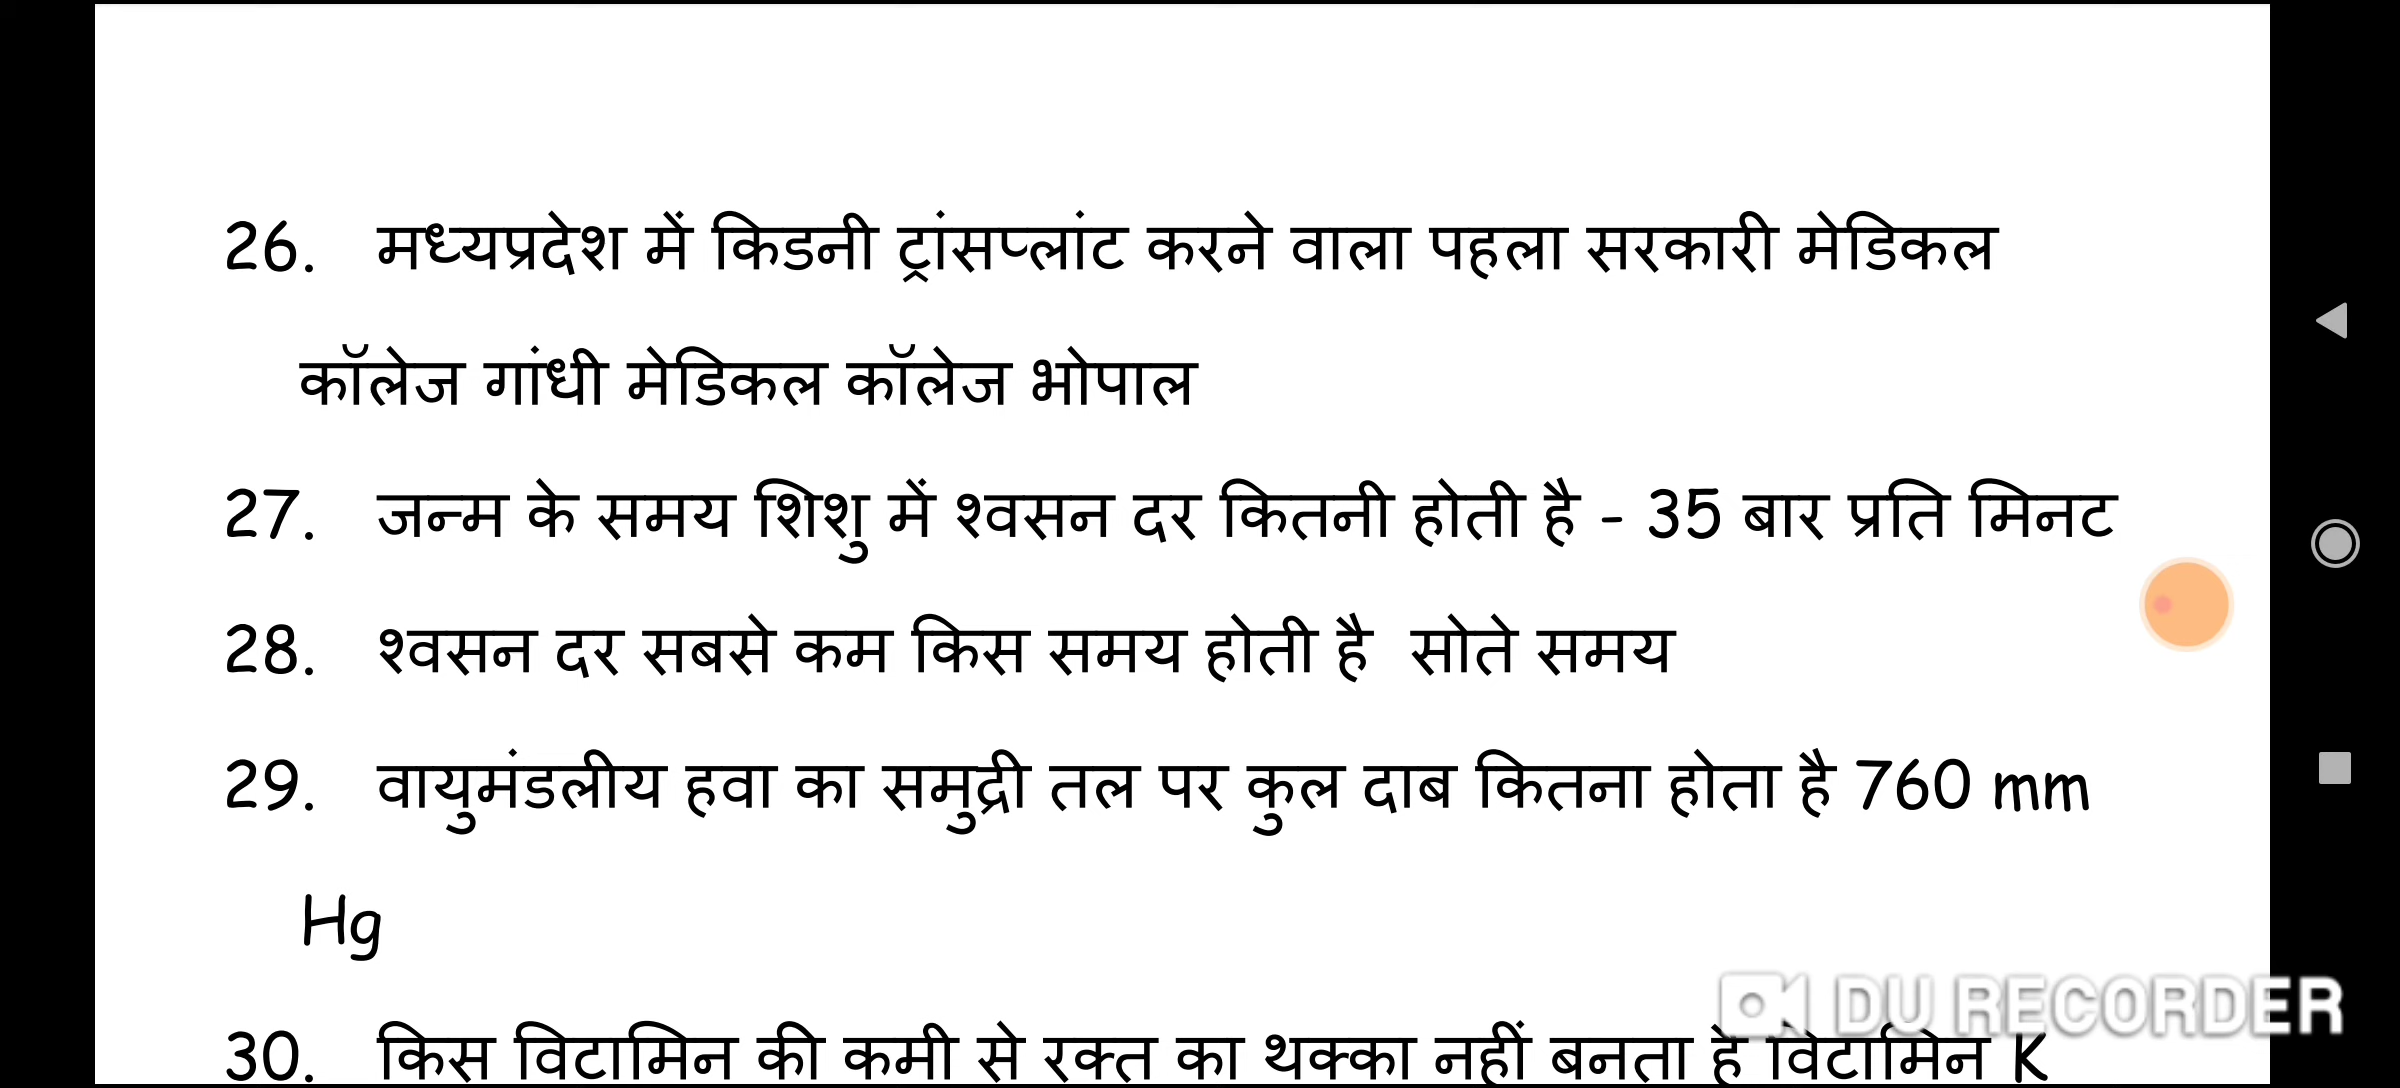 26. मध्यप्रदेश में किडनी ट्रांसप्लांट करने वाला पहला सरकारी मेडिकल
कॉलेज गांधी मेडिकल कॉलेज भोपाल
27. जन्म के समय शिशु में श्वसन दर कितनी होती है - 35 बार प्रति मिनट
28. श्वसन दर सबसे कम किस समय होती है सोते समय
29. वायुमंडलीय हवा का समुद्री तल पर कुल दाब कितना होता है 760 mm
Hg
DU RECORDER
30. किस विटामिन की कमी से रक्त का थक्का नहीं बनता है विटामिन K